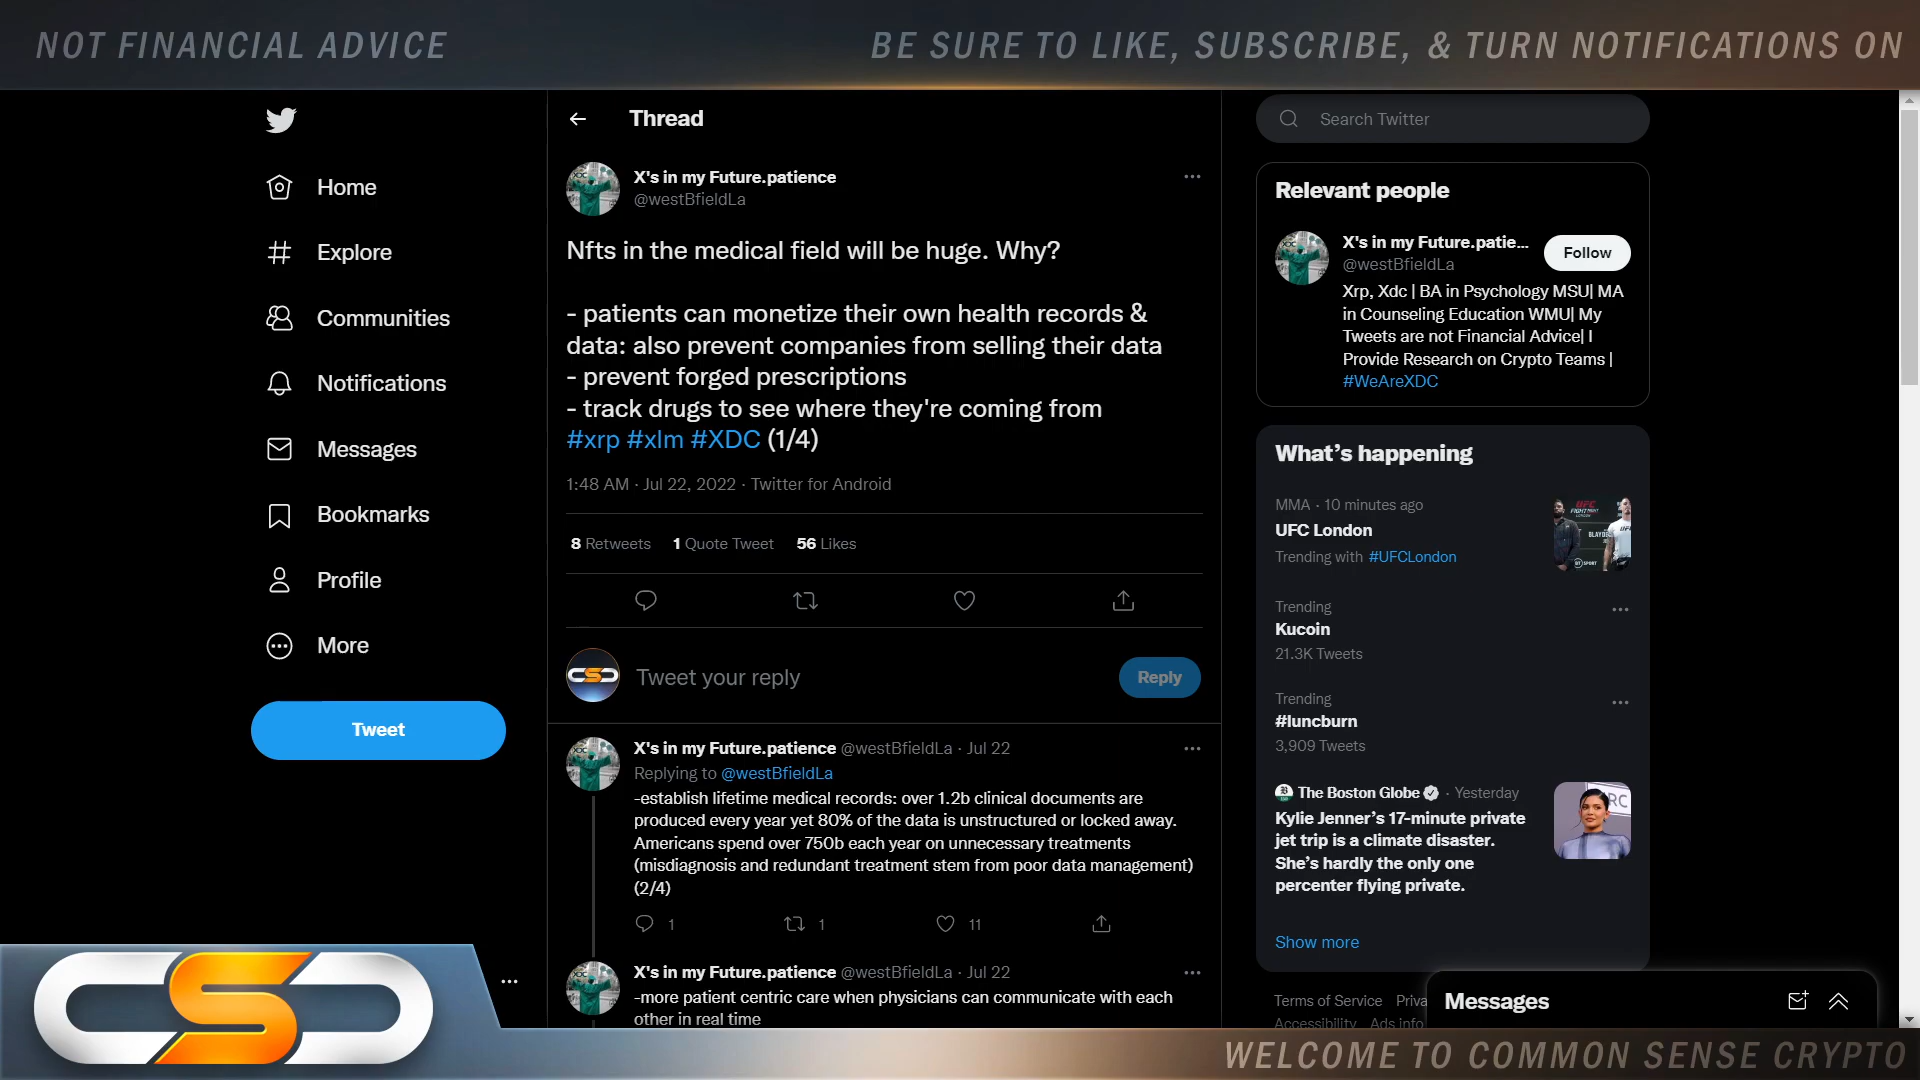 NOT FINANCIAL ADVICE
BE SURE TO LIKE, SUBSCRIBE, & TURN NOTIFICATIONS ON
Home
Explore
Communities
Notifications
Messages
Bookmarks
Profile
More
Tweet
Thread
X's in my Future.patience
@westBfieldLa
Nfts in the medical field will be huge. Why?
- patients can monetize their own health records &
data: also prevent companies from selling their data
- prevent forged prescriptions
- track drugs to see where they're coming from
#xrp #xlm #XDC (1/4)
1:48 AM · Jul 22, 2022 · Twitter for Android
8 Retweets 1 Quote Tweet 56 Likes
Tweet your reply
Reply
X's in my Future.patience @westBfieldLa · Jul 22
Replying to @westBfieldLa
-establish lifetime medical records: over 1.2b clinical documents are
produced every year yet 80% of the data is unstructured or locked away.
Americans spend over 750b each year on unnecessary treatments
(misdiagnosis and redundant treatment stem from poor data management)
(2/4)
1 1 11
X's in my Future.patience @westBfieldLa · Jul 22
-more patient centric care when physicians can communicate with each
other in real time
Search Twitter
Relevant people
X's in my Future.patie...
@westBfieldLa
Follow
Xrp, Xdc | BA in Psychology MSU| MA
in Counseling Education WMU| My
Tweets are not Financial Advice| I
Provide Research on Crypto Teams |
#WeAreXDC
What's happening
MMA · 10 minutes ago
UFC London
Trending with #UFCLondon
Trending
Kucoin
21.3K Tweets
Trending
#luncburn
3,909 Tweets
The Boston Globe · Yesterday
Kylie Jenner's 17-minute private
jet trip is a climate disaster.
She's hardly the only one
percenter flying private.
Show more
Terms of Service Priva
Accessibility Ads info
Messages
CSC
WELCOME TO COMMON SENSE CRYPTO